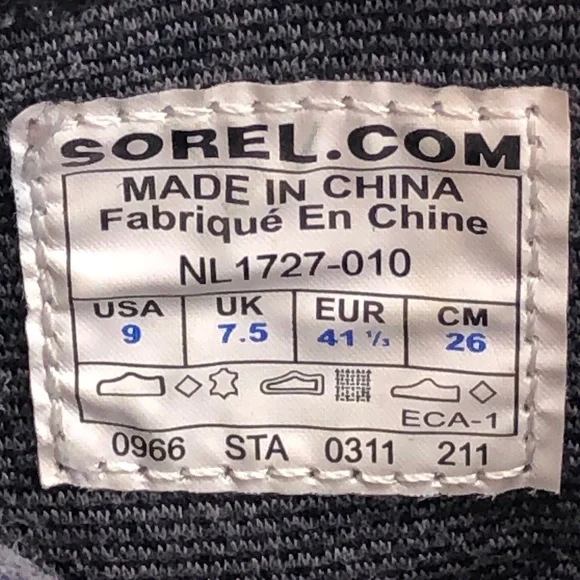 SOREL.COM
MADE IN CHINA
Fabriqué En Chine
NL1727-010
USA UK EUR CM
9 7.5 41 ⅓ 26
ECA-1
0966 STA 0311 211